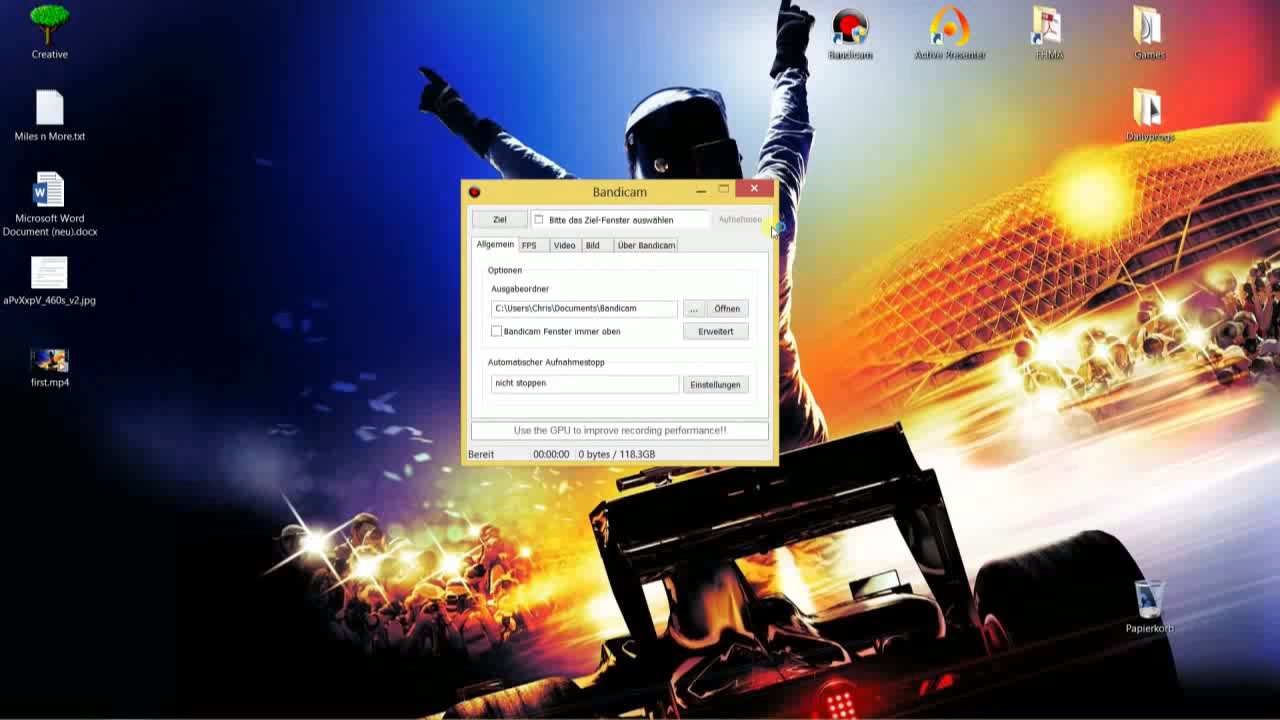 Creative
Miles n More.txt
Microsoft Word
Document (neu).docx
aPvXxpV_460s_v2.jpg
first.mp4
Bandicam
Active Presenter
FHMA
Games
Dailyprogs
Papierkorb
Bandicam
Ziel
Bitte das Ziel-Fenster auswählen
Aufnehmen
Allgemein FPS Video Bild Über Bandicam
Optionen
Ausgabeordner
C:\Users\Chris\Documents\Bandicam
... Öffnen
Bandicam Fenster immer oben
Erweitert
Automatischer Aufnahmestopp
nicht stoppen
Einstellungen
Use the GPU to improve recording performance!!
Bereit 00:00:00 0 bytes / 118.3GB